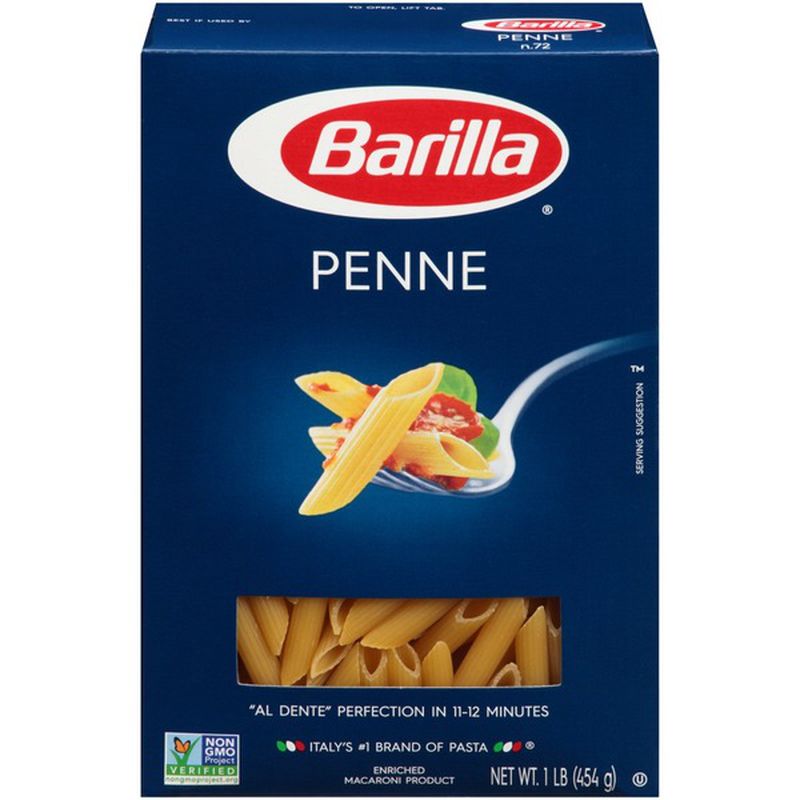 BEST IF USED BY
TO OPEN, LIFT TAB.
Barilla®
PENNE
n.72
Barilla®
PENNE
TM
SERVING SUGGESTION
"AL DENTE" PERFECTION IN 11-12 MINUTES
ITALY'S #1 BRAND OF PASTA ®
NON
GMO
Project
VERIFIED
nongmoproject.org
ENRICHED
MACARONI PRODUCT
NET WT. 1 LB (454 g)
U